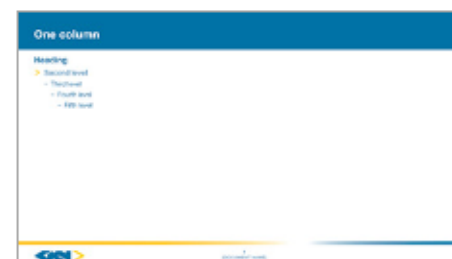 One column
Heading
> Second level
– Third level
– Fourth level
– Fifth level